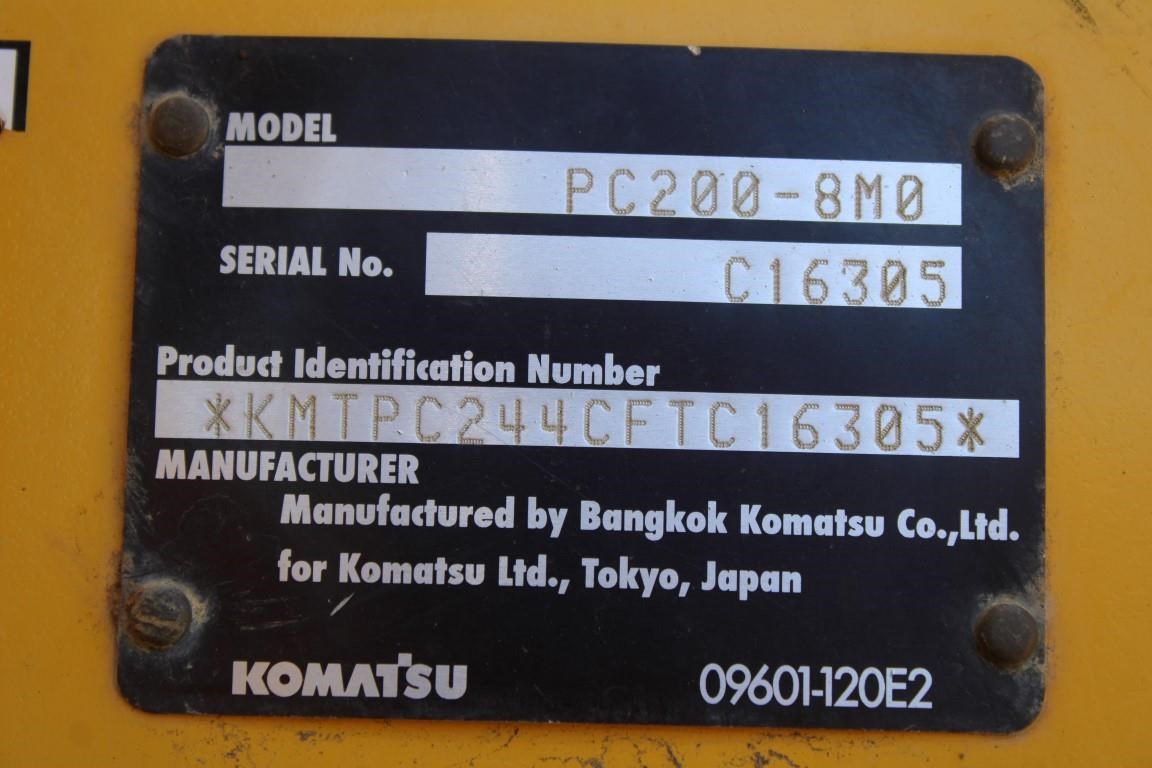 MODEL
PC200-8M0
SERIAL No.
C16305
Product Identification Number
*KMTPC244CFTC16305*
MANUFACTURER
Manufactured by Bangkok Komatsu Co.,Ltd.
for Komatsu Ltd., Tokyo, Japan
KOMATSU
09601-120E2